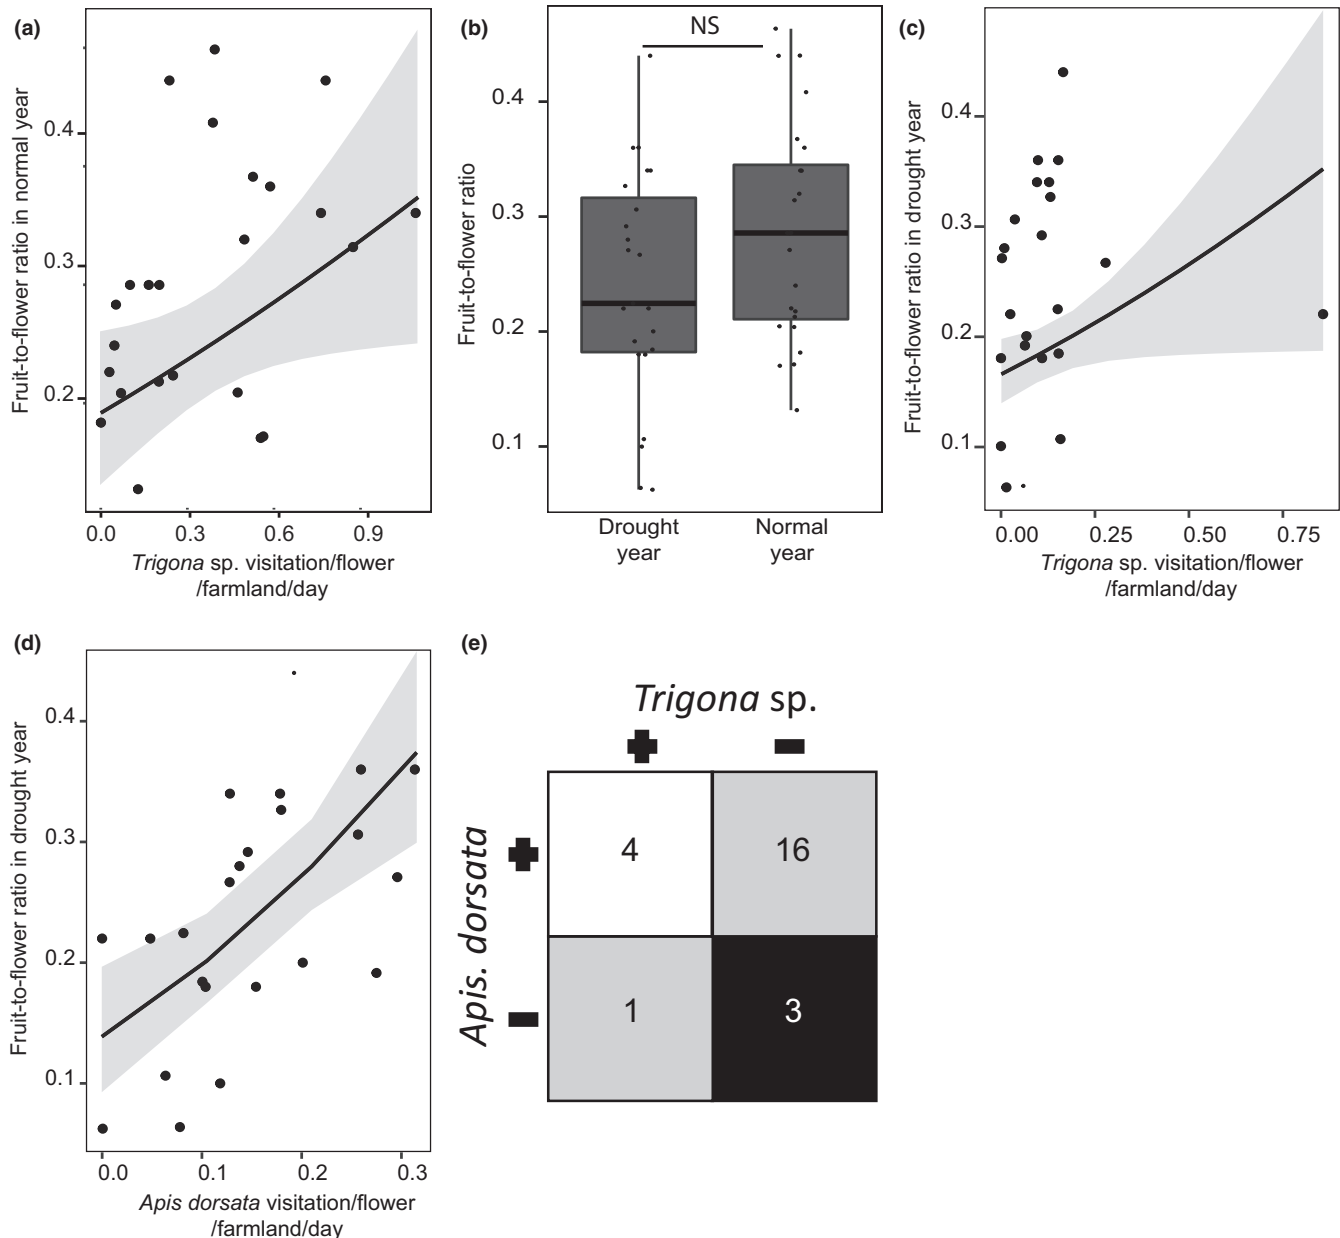 (a)
Fruit-to-flower ratio in normal year
0.4
0.3
0.2
0.0 0.3 0.6 0.9
Trigona sp. visitation/flower
/farmland/day
(b)
NS
Fruit-to-flower ratio
0.4
0.3
0.2
0.1
Drought
year
Normal
year
(c)
Fruit-to-flower ratio in drought year
0.4
0.3
0.2
0.1
0.00 0.25 0.50 0.75
Trigona sp. visitation/flower
/farmland/day
(d)
Fruit-to-flower ratio in drought year
0.4
0.3
0.2
0.1
0.0 0.1 0.2 0.3
Apis dorsata visitation/flower
/farmland/day
(e)
Trigona sp.
+ −
Apis. dorsata
+ 4 16
− 1 3